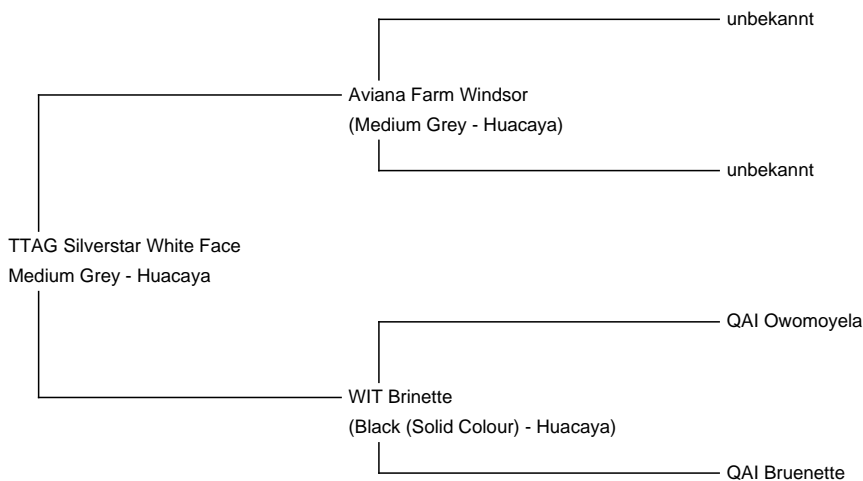 unbekannt
Aviana Farm Windsor
(Medium Grey - Huacaya)
unbekannt
TTAG Silverstar White Face
Medium Grey - Huacaya
QAI Owomoyela
WIT Brinette
(Black (Solid Colour) - Huacaya)
QAI Bruenette